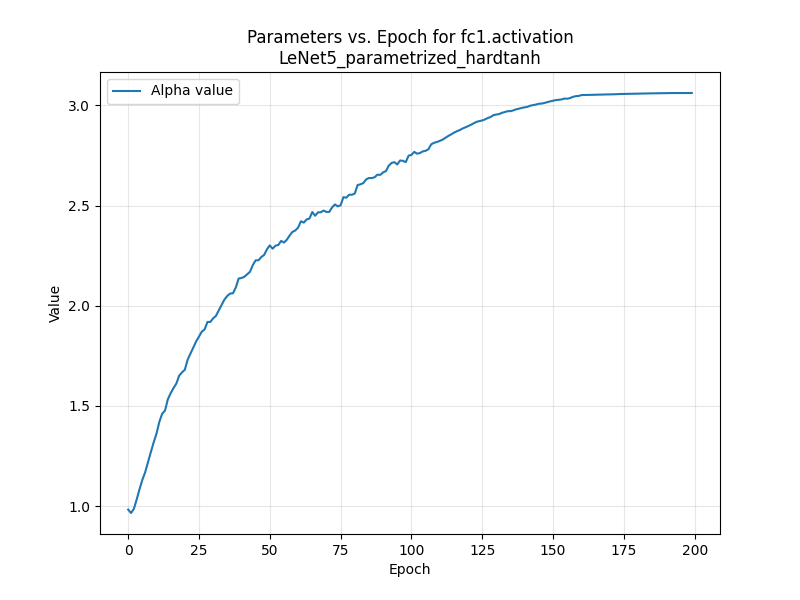 Parameters vs. Epoch for fc1.activation
LeNet5_parametrized_hardtanh
Alpha value
3.0
2.5
2.0
1.5
1.0
Value
0 25 50 75 100 125 150 175 200
Epoch